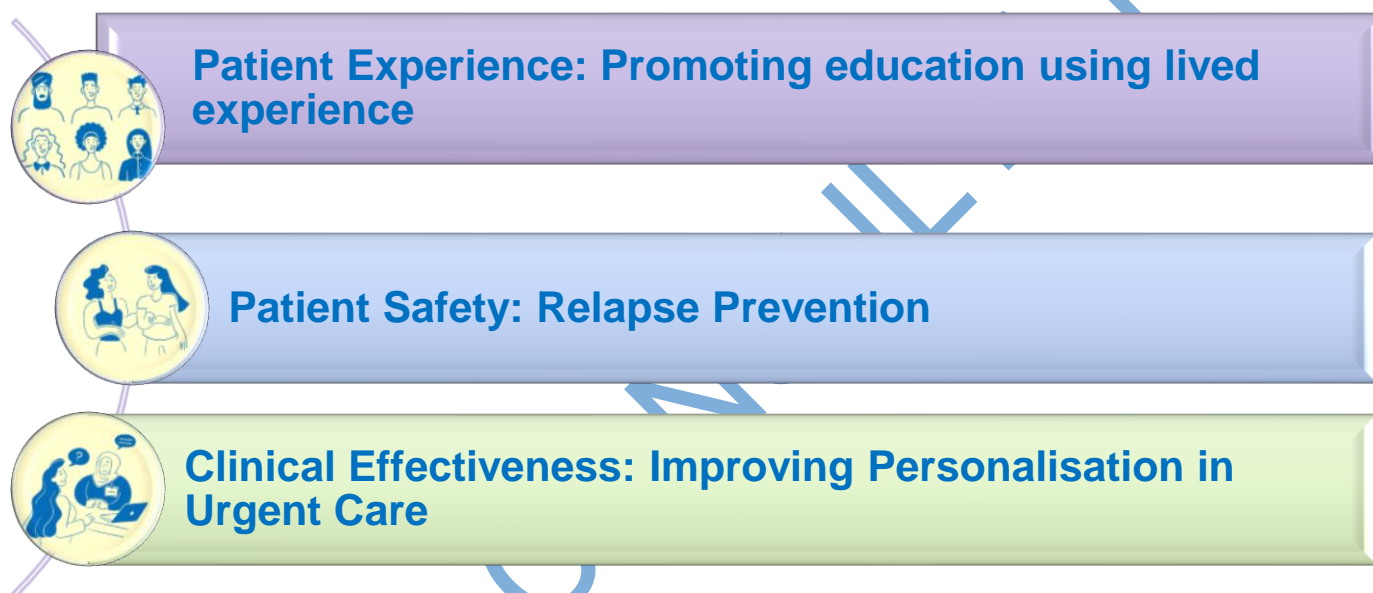 Patient Experience: Promoting education using lived
experience
Patient Safety: Relapse Prevention
Clinical Effectiveness: Improving Personalisation in
Urgent Care